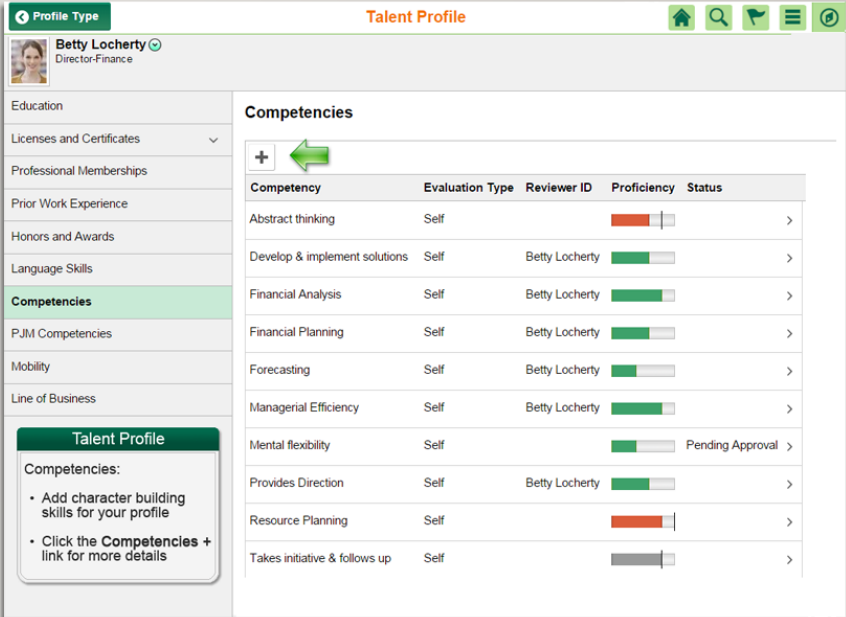 Profile Type
Talent Profile
Betty Locherty
Director-Finance
Education
Licenses and Certificates
Professional Memberships
Prior Work Experience
Honors and Awards
Language Skills
Competencies
PJM Competencies
Mobility
Line of Business
Talent Profile
Competencies:
• Add character building
skills for your profile
• Click the Competencies +
link for more details
Competencies
+
Competency Evaluation Type Reviewer ID Proficiency Status
Abstract thinking Self
Develop & implement solutions Self Betty Locherty
Financial Analysis Self Betty Locherty
Financial Planning Self Betty Locherty
Forecasting Self Betty Locherty
Managerial Efficiency Self Betty Locherty
Mental flexibility Self Pending Approval
Provides Direction Self Betty Locherty
Resource Planning Self
Takes initiative & follows up Self